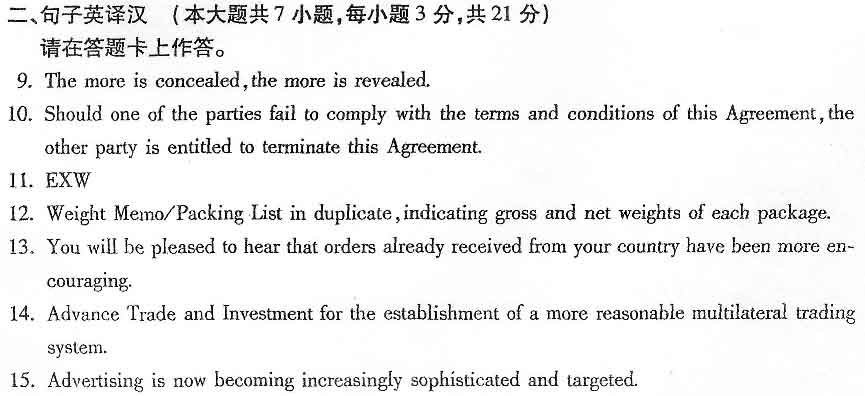 二、句子英译汉　(本大题共7小题,每小题3分,共21分)
请在答题卡上作答。
9. The more is concealed,the more is revealed.
10. Should one of the parties fail to comply with the terms and conditions of this Agreement,the
other party is entitled to terminate this Agreement.
11. EXW
12. Weight Memo/Packing List in duplicate,indicating gross and net weights of each package.
13. You will be pleased to hear that orders already received from your country have been more en-
couraging.
14. Advance Trade and Investment for the establishment of a more reasonable multilateral trading
system.
15. Advertising is now becoming increasingly sophisticated and targeted.